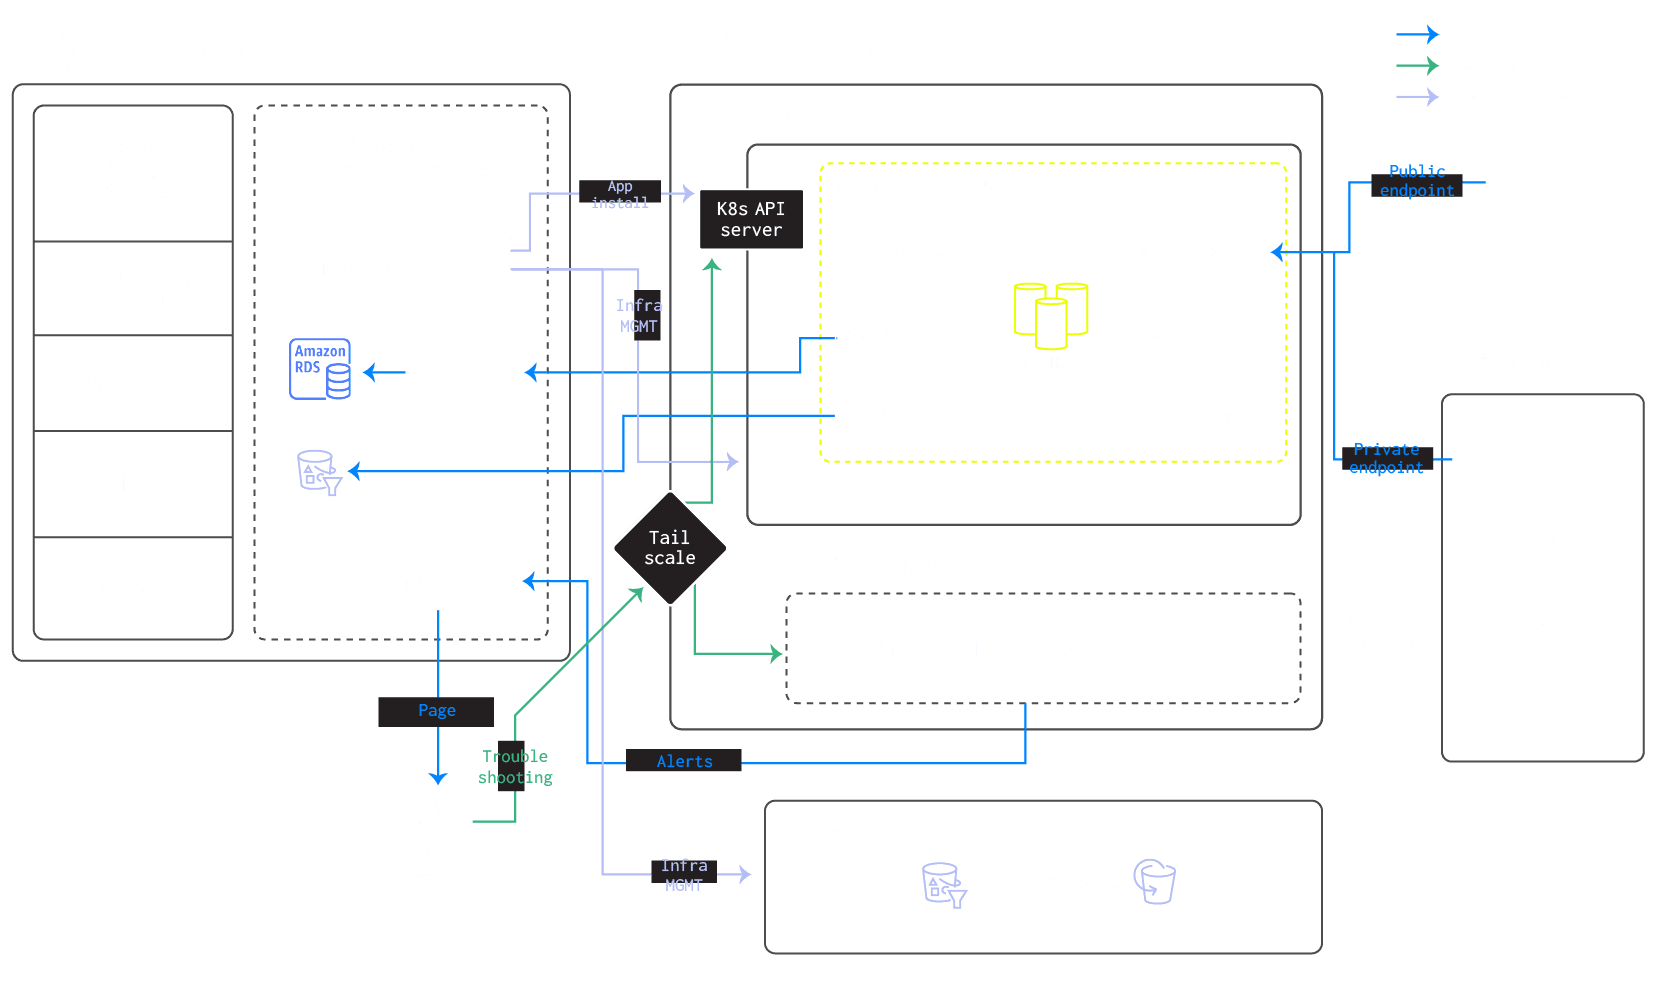 Public
endpoint
App
install
K8s API
server
Infra
MGMT
Amazon
RDS
Private
endpoint
Tail
scale
Page
Trouble
shooting
Alerts
Infra
MGMT